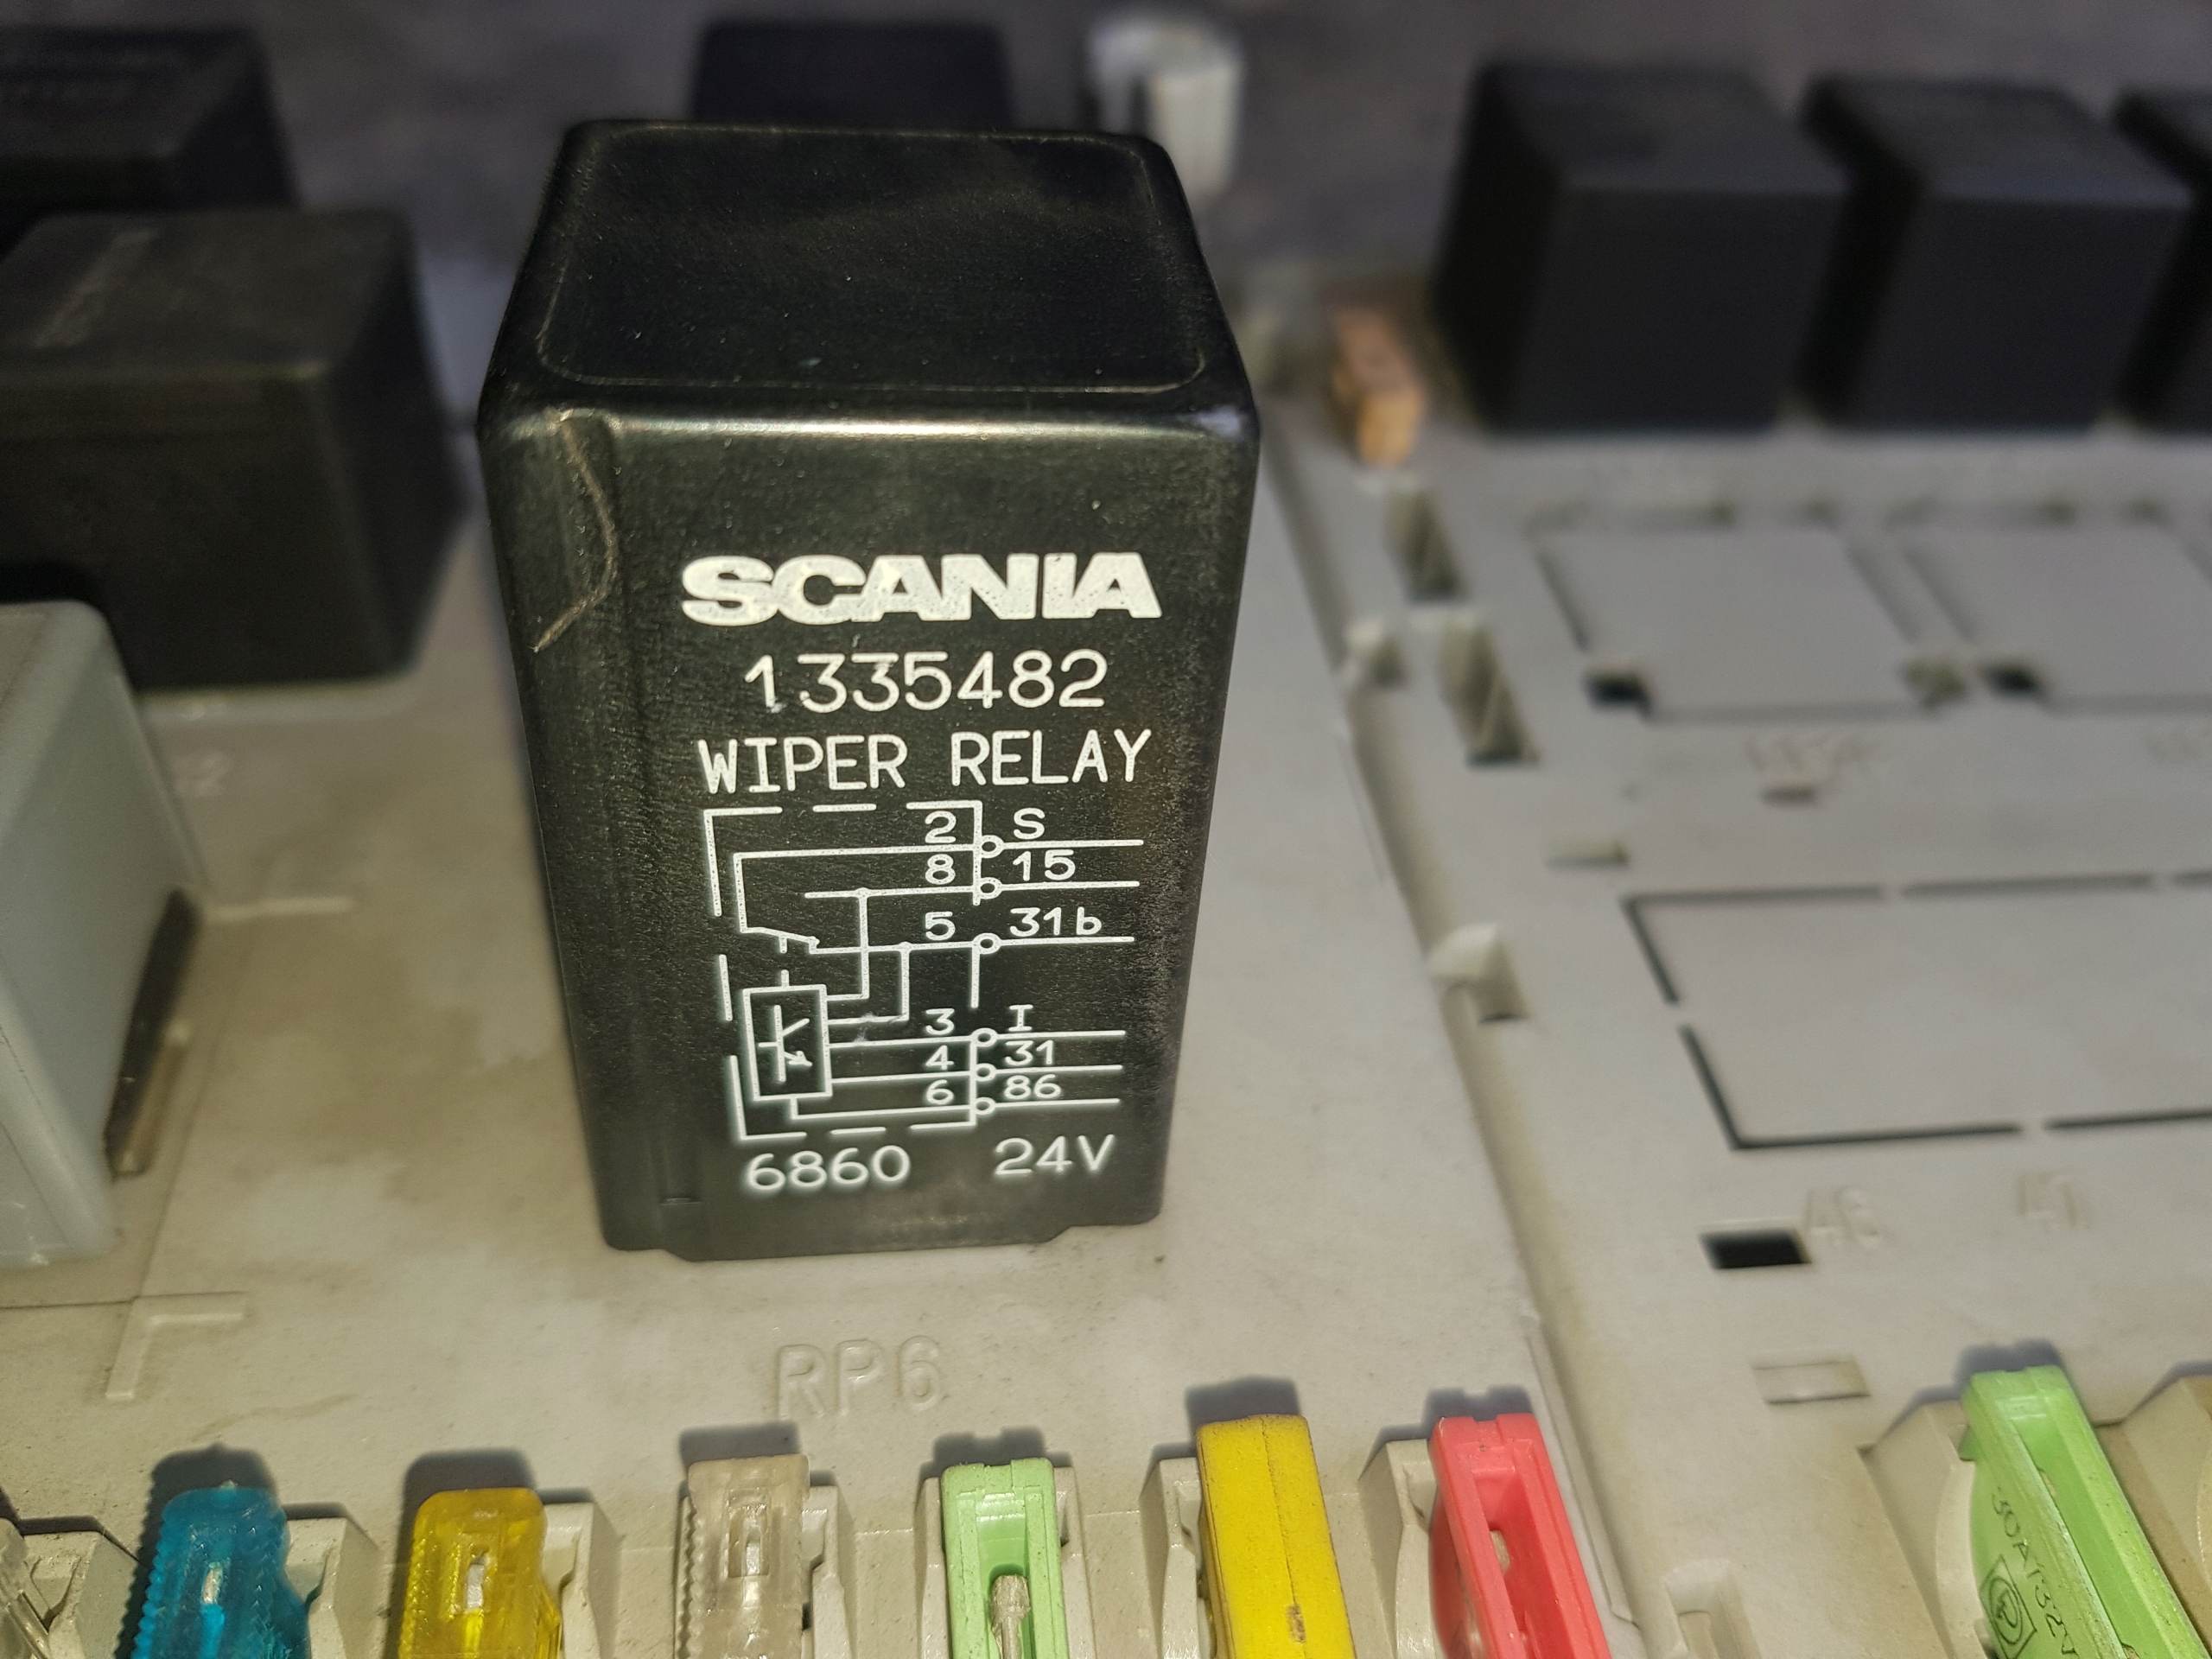 SCANIA
1335482
WIPER RELAY
2 S
8 15
5 31b
3 I
4 31
6 86
6860 24V
RP6